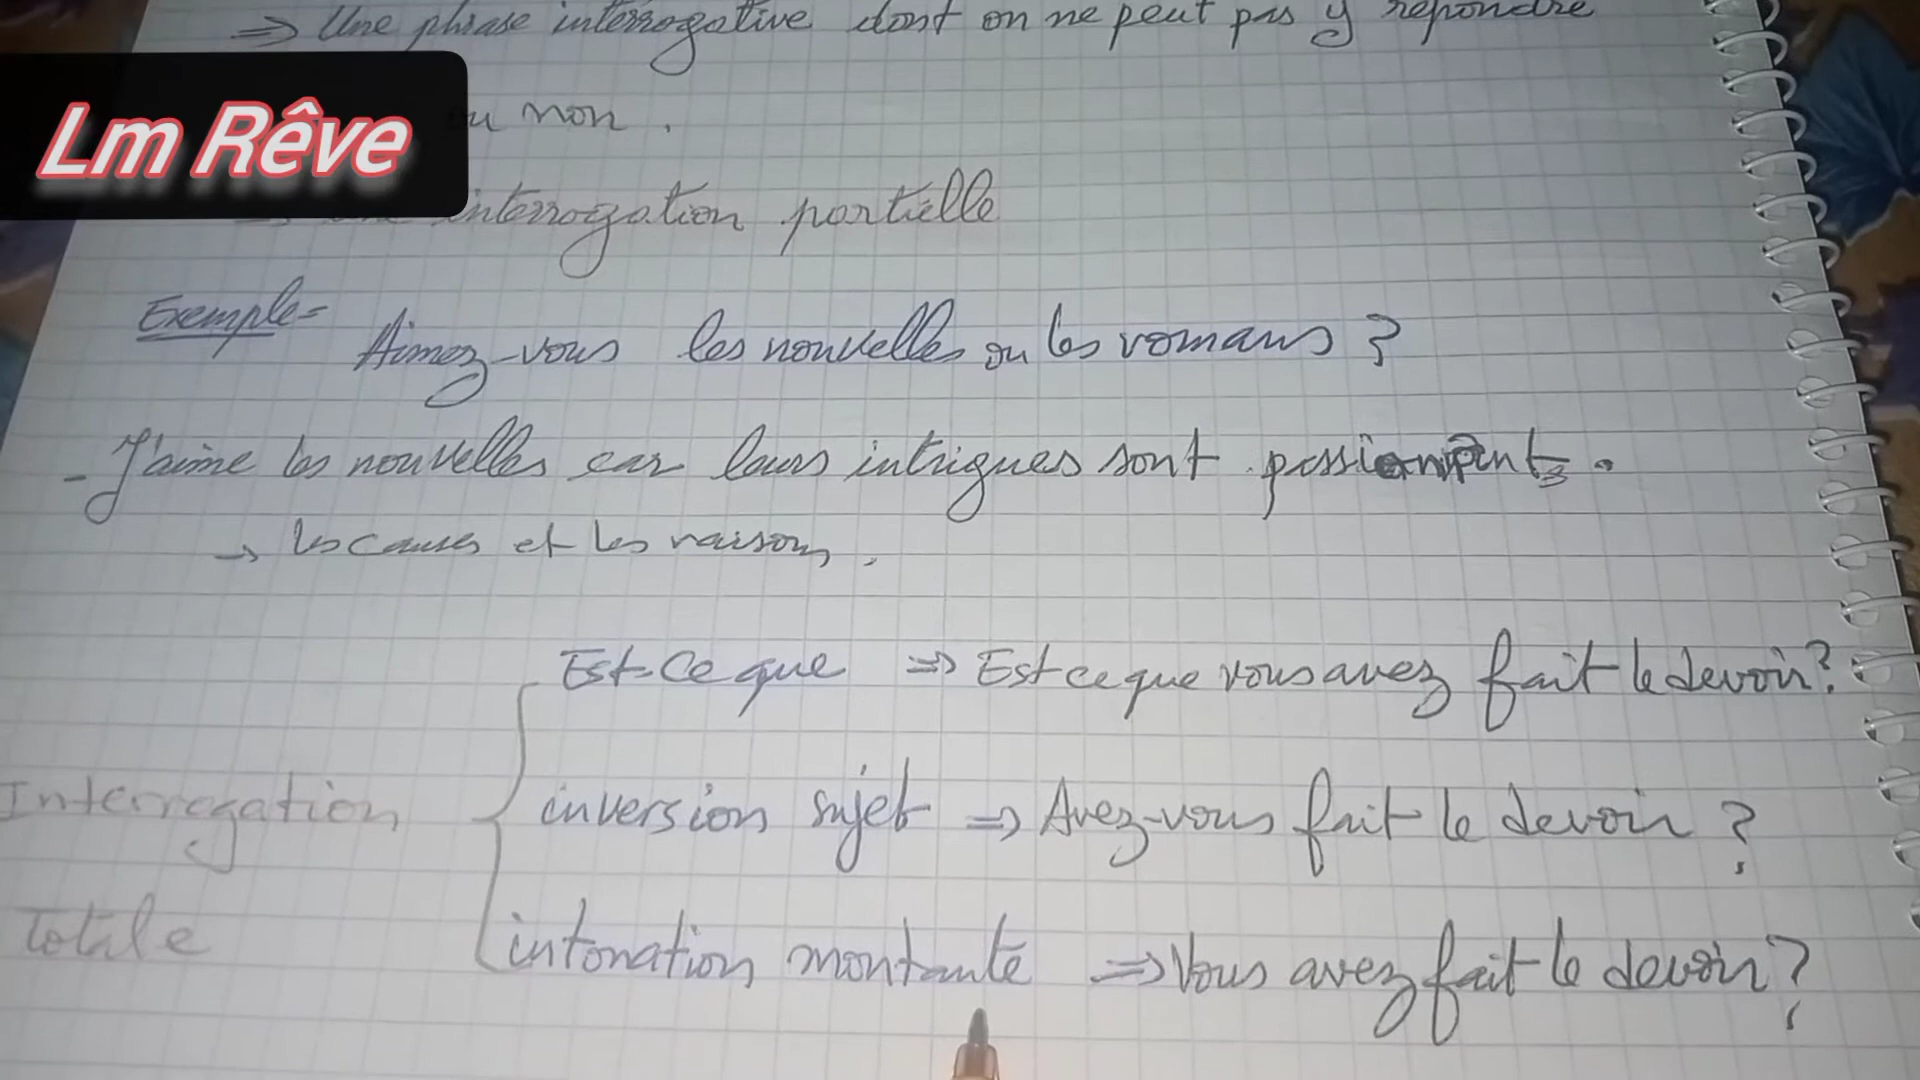 ⇒ Une phrase interrogative dont on ne peut pas y répondre
Lm Rêve
ou non.
interrogation partielle
Exemple=
Aimez-vous les nouvelles ou les romans ?
- J'aime les nouvelles car leurs intrigues sont
→ les causes et les raisons.
Est-Ce que ⇒ Est ce que vous avez fait le devoir?
Interrogation
inversion sujet ⇒ Avez-vous fait le devoir ?
Totale
intonation montante ⇒ Vous avez fait le devoir ?